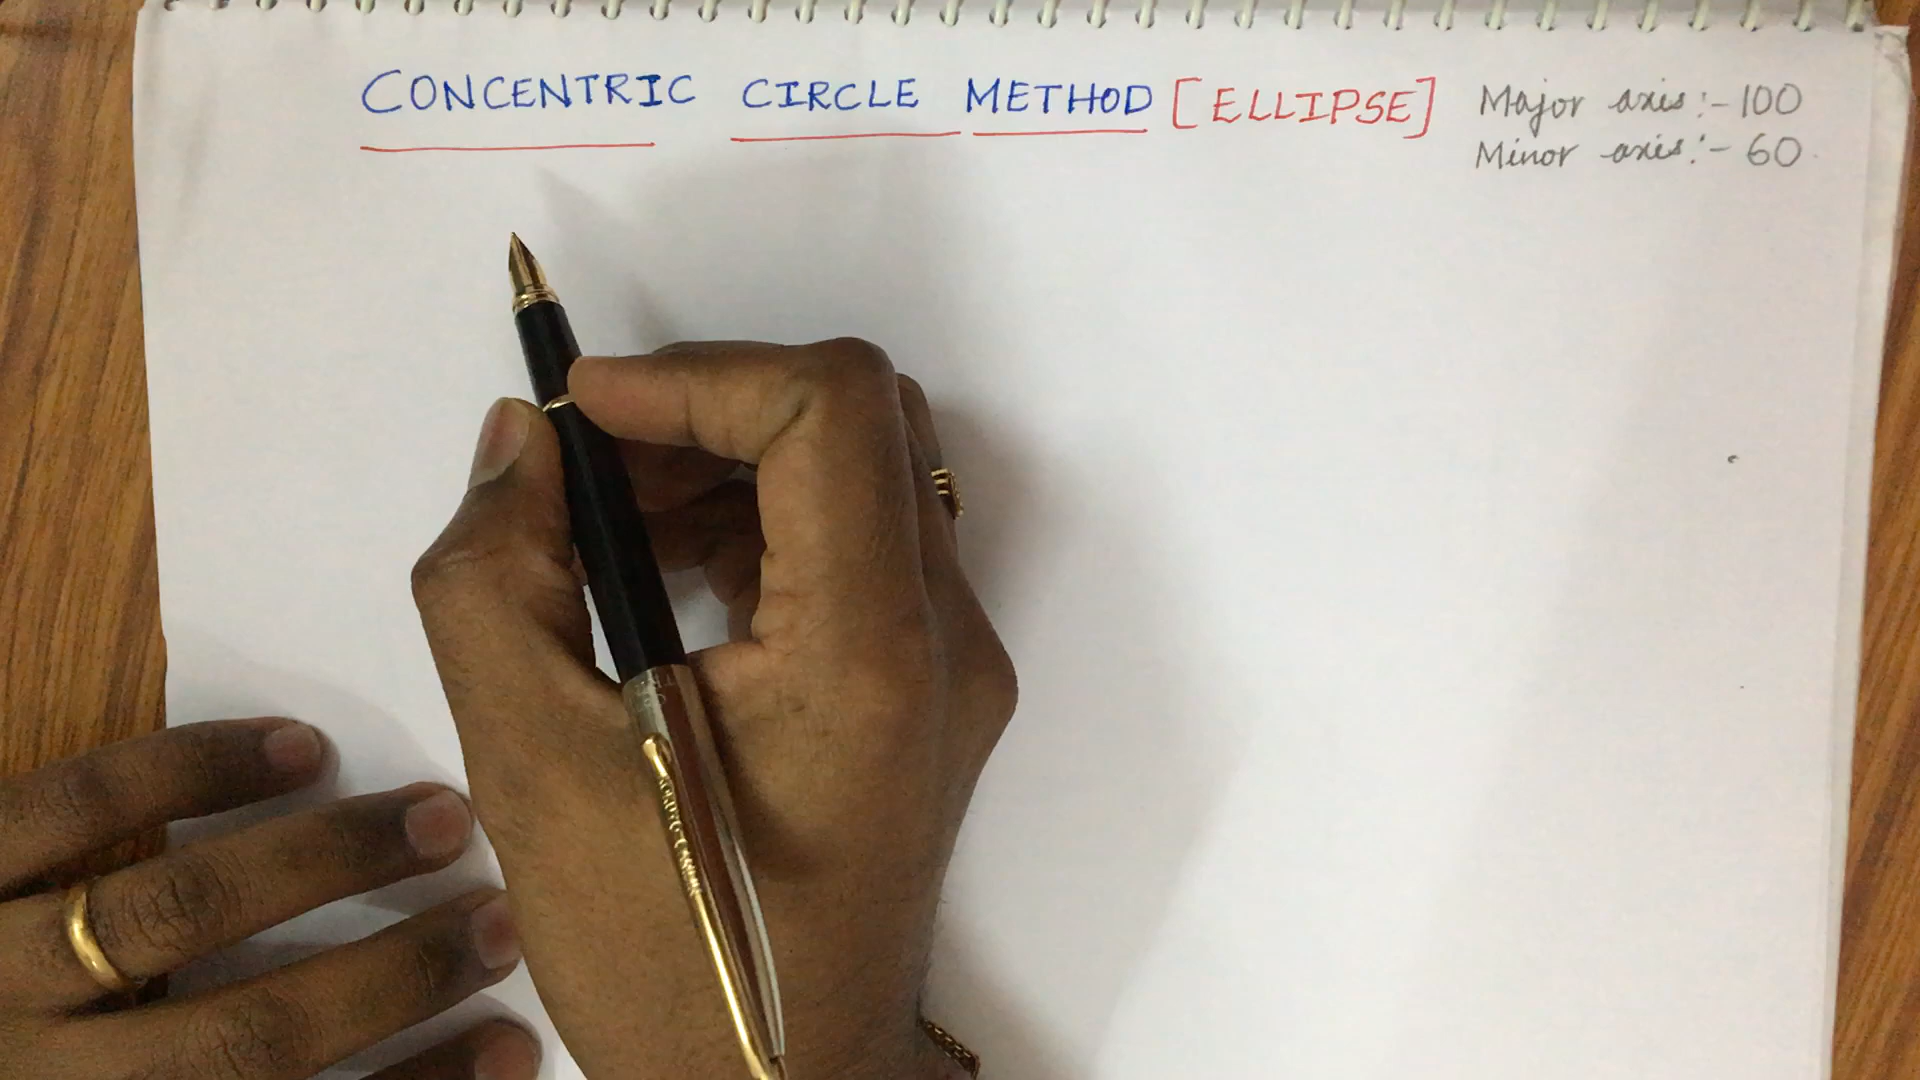 CONCENTRIC CIRCLE METHOD [ELLIPSE]
Major axis:- 100
Minor axis:- 60